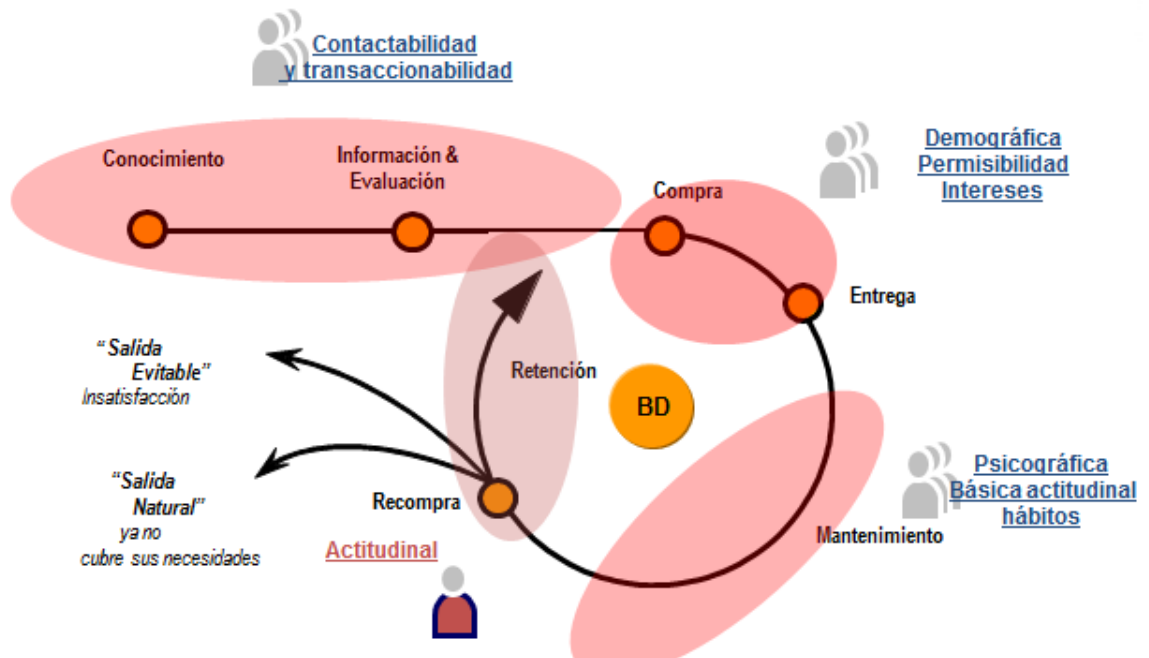 Contactabilidad
y transaccionabilidad
Conocimiento
Información &
Evaluación
Compra
Demográfica
Permisibilidad
Intereses
Entrega
“Salida
Evitable”
Insatisfacción
Retención
BD
“Salida
Natural”
ya no
cubre sus necesidades
Recompra
Actitudinal
Mantenimiento
Psicográfica
Básica actitudinal
hábitos